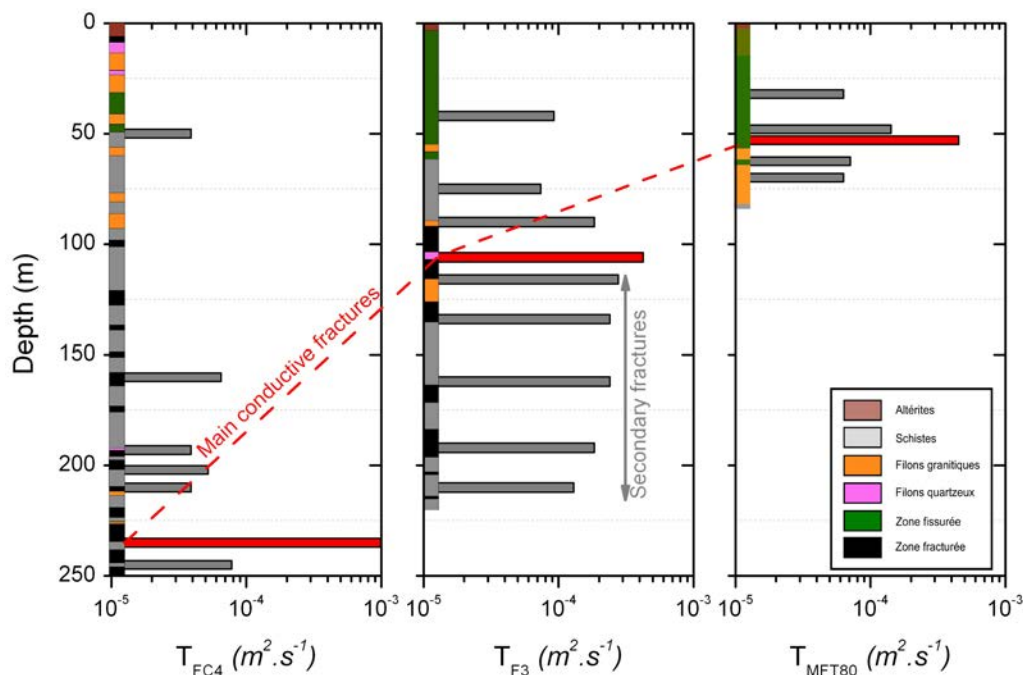 0
50
100
150
200
250
Depth (m)
10⁻⁵
10⁻⁴
10⁻³
T_EC4 (m².s⁻¹)
Main conductive fractures
10⁻⁵
10⁻⁴
10⁻³
T_F3 (m².s⁻¹)
Secondary fractures
10⁻⁵
10⁻⁴
10⁻³
T_MFT80 (m².s⁻¹)
Altérites
Schistes
Filons granitiques
Filons quartzeux
Zone fissurée
Zone fracturée